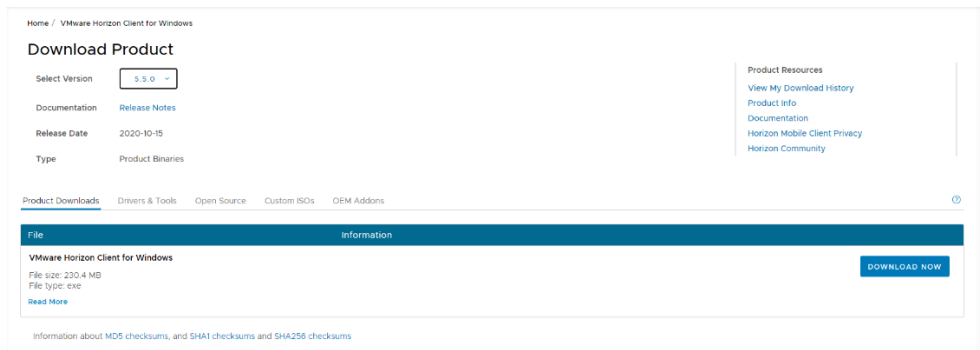 Home / VMware Horizon Client for Windows
Download Product
Select Version 5.5.0
Documentation Release Notes
Release Date 2020-10-15
Type Product Binaries
Product Resources
View My Download History
Product Info
Documentation
Horizon Mobile Client Privacy
Horizon Community
Product Downloads Drivers & Tools Open Source Custom ISOs OEM Addons
File Information
VMware Horizon Client for Windows
File size: 230.4 MB
File type: exe
Read More
DOWNLOAD NOW
Information about MD5 checksums, and SHA1 checksums and SHA256 checksums